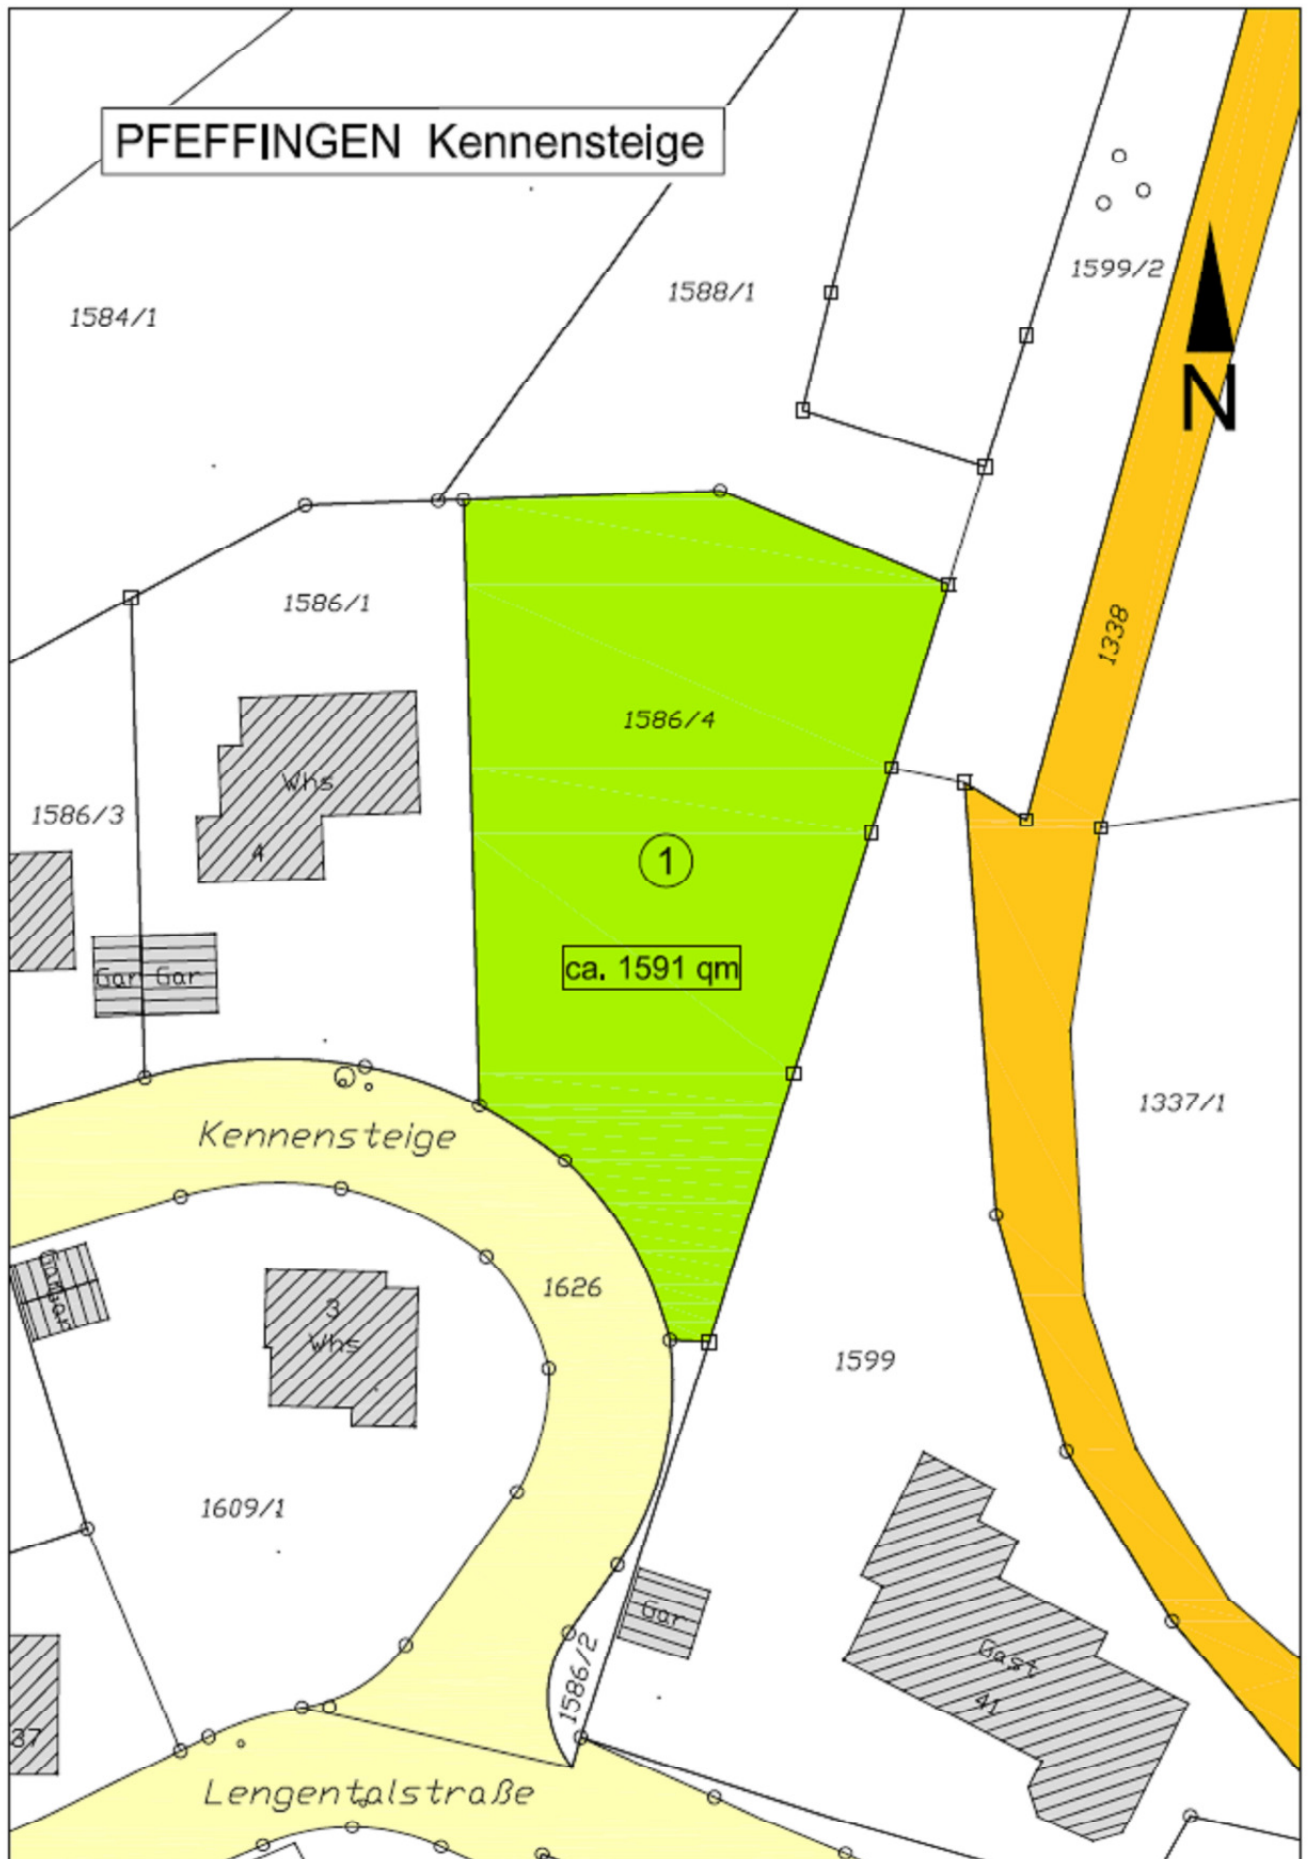 PFEFFINGEN Kennensteige
1599/2
1588/1
1584/1
N
1586/1
1338
1586/4
Whs
4
1586/3
1
ca. 1591 qm
Gar Gar
1337/1
Kennensteige
1626
Gar
Gar
3
Whs
1599
1609/1
Gar
1586/2
Gast
41
37
Lengentalstraße